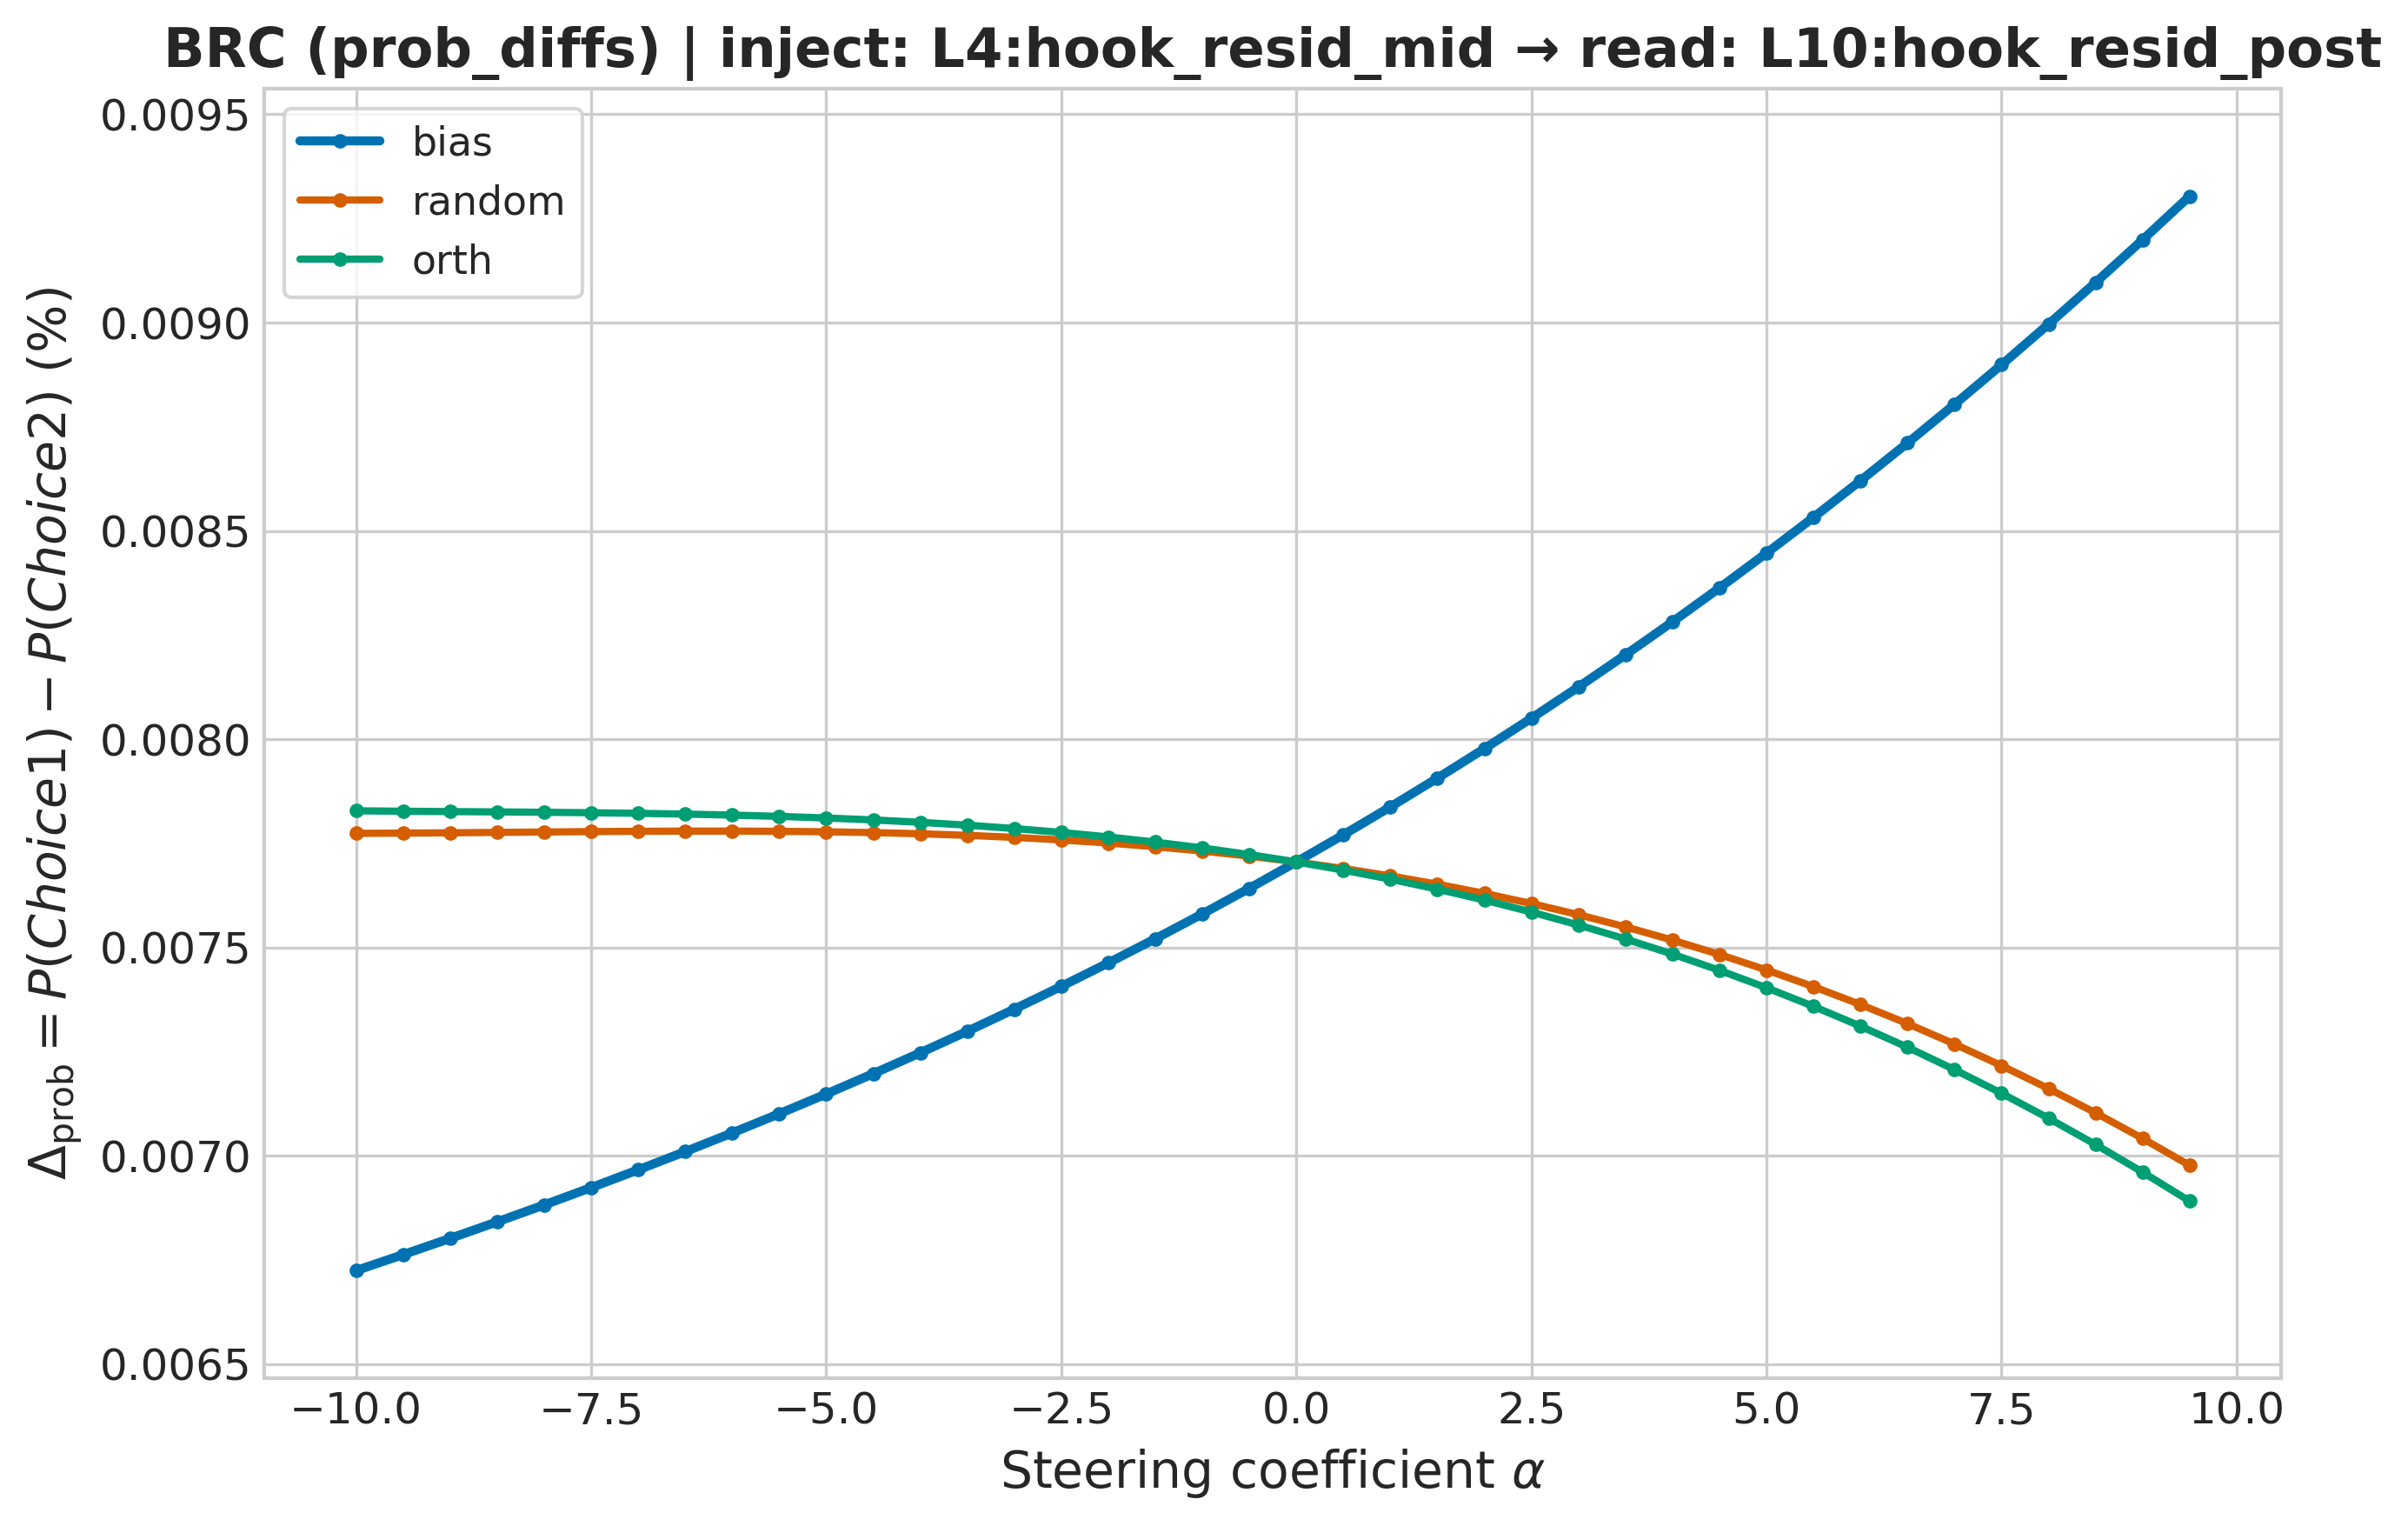 BRC (prob_diffs) | inject: L4:hook_resid_mid → read: L10:hook_resid_post
bias
random
orth
Δprob = P(Choice1) − P(Choice2) (%)
0.0095
0.0090
0.0085
0.0080
0.0075
0.0070
0.0065
−10.0 −7.5 −5.0 −2.5 0.0 2.5 5.0 7.5 10.0
Steering coefficient α